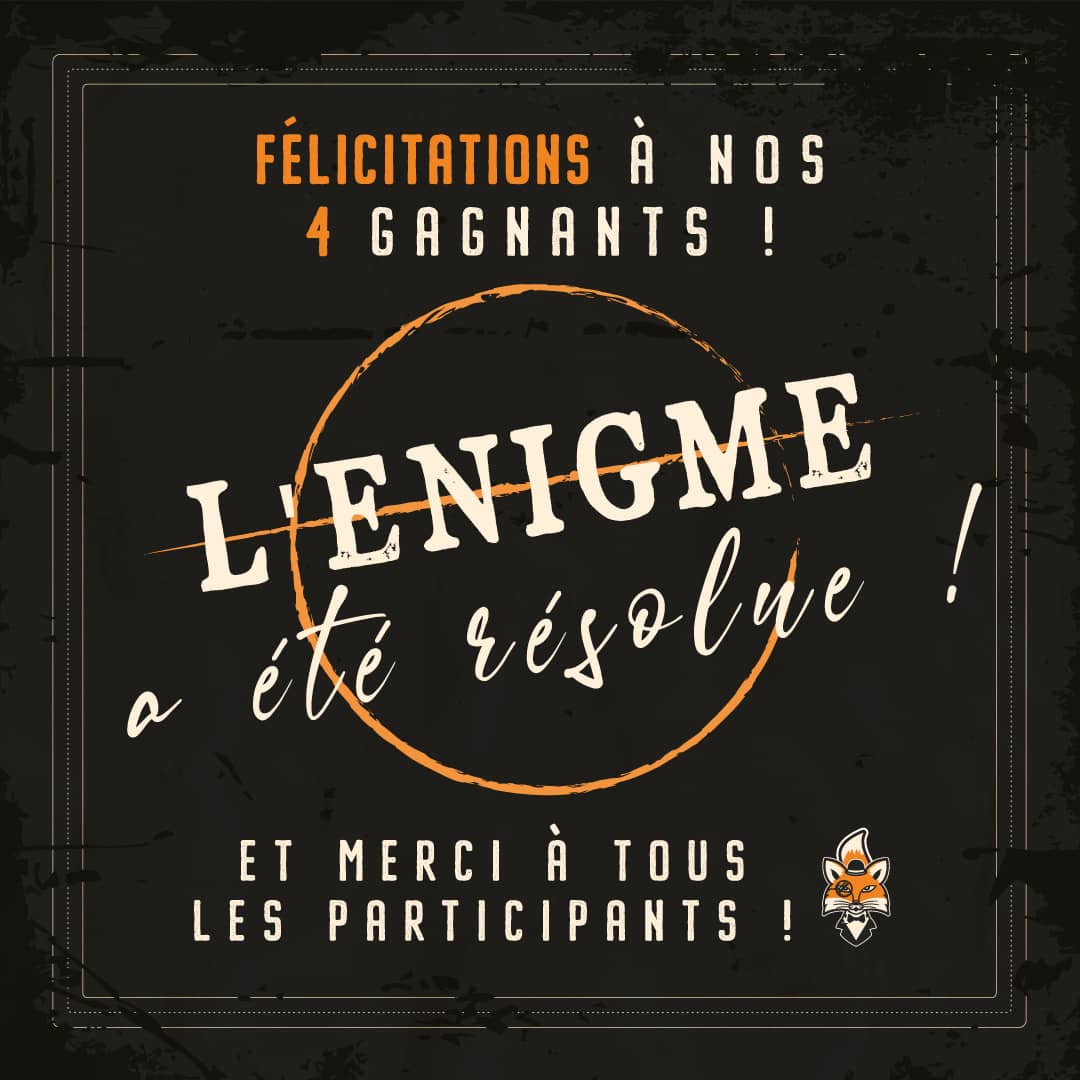 FÉLICITATIONS À NOS
4 GAGNANTS !
L'ENIGME
a été résolue !
ET MERCI À TOUS
LES PARTICIPANTS !